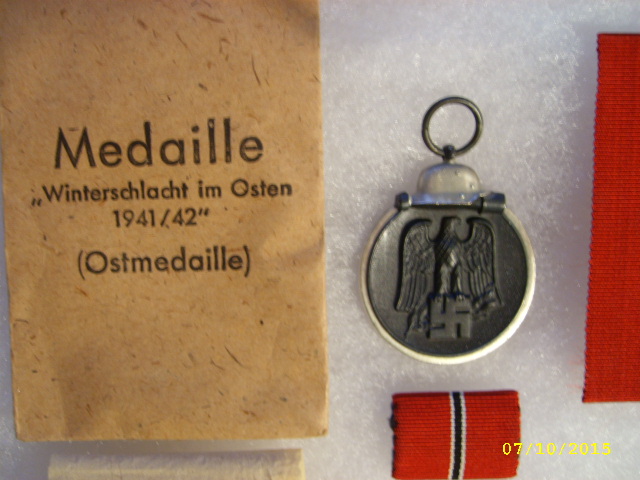 Medaille
„Winterschlacht im Osten
1941/42"
(Ostmedaille)
07/10/2015